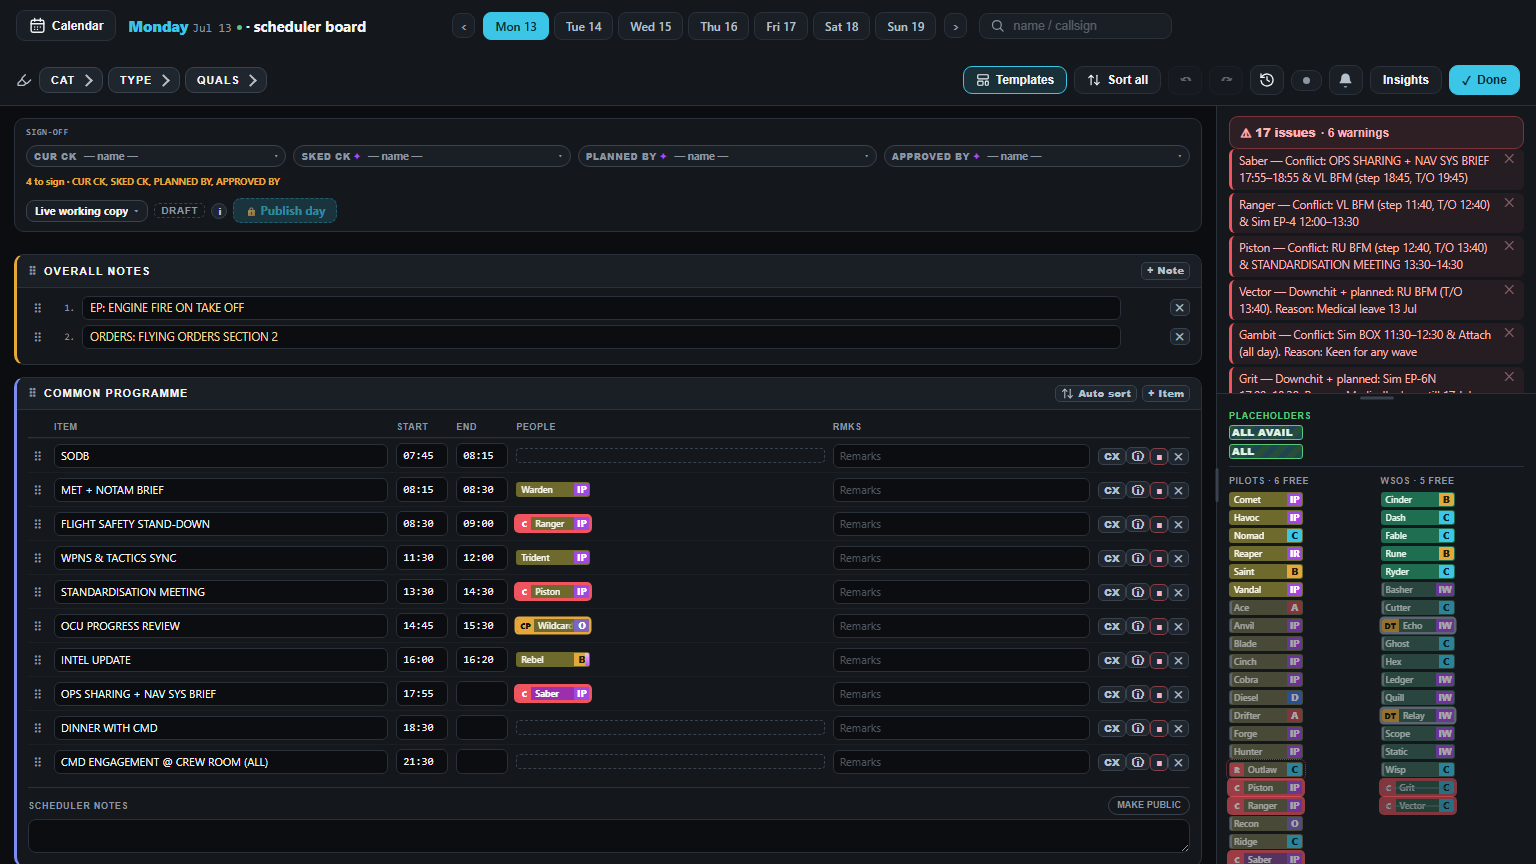 Calendar
Monday Jul 13 • · scheduler board
‹ Mon 13 Tue 14 Wed 15 Thu 16 Fri 17 Sat 18 Sun 19 ›
name / callsign
CAT TYPE QUALS
Templates Sort all Insights ✓ Done
SIGN-OFF
CUR CK — name —
SKED CK ✦ — name —
PLANNED BY ✦ — name —
APPROVED BY ✦ — name —
4 to sign · CUR CK, SKED CK, PLANNED BY, APPROVED BY
Live working copy DRAFT i Publish day
OVERALL NOTES
+ Note
1. EP: ENGINE FIRE ON TAKE OFF
2. ORDERS: FLYING ORDERS SECTION 2
COMMON PROGRAMME
Auto sort + Item
ITEM START END PEOPLE RMKS
SODB 07:45 08:15 Remarks CX
MET + NOTAM BRIEF 08:15 08:30 Warden IP Remarks CX
FLIGHT SAFETY STAND-DOWN 08:30 09:00 C Ranger IP Remarks CX
WPNS & TACTICS SYNC 11:30 12:00 Trident IP Remarks CX
STANDARDISATION MEETING 13:30 14:30 C Piston IP Remarks CX
OCU PROGRESS REVIEW 14:45 15:30 CP Wildcard O Remarks CX
INTEL UPDATE 16:00 16:20 Rebel B Remarks CX
OPS SHARING + NAV SYS BRIEF 17:55 C Saber IP Remarks CX
DINNER WITH CMD 18:30 Remarks CX
CMD ENGAGEMENT @ CREW ROOM (ALL) 21:30 Remarks CX
SCHEDULER NOTES
MAKE PUBLIC
⚠ 17 issues · 6 warnings
Saber — Conflict: OPS SHARING + NAV SYS BRIEF
17:55–18:55 & VL BFM (step 18:45, T/O 19:45)
Ranger — Conflict: VL BFM (step 11:40, T/O 12:40)
& Sim EP-4 12:00–13:30
Piston — Conflict: RU BFM (step 12:40, T/O 13:40)
& STANDARDISATION MEETING 13:30–14:30
Vector — Downchit + planned: RU BFM (T/O
13:40). Reason: Medical leave 13 Jul
Gambit — Conflict: Sim BOX 11:30–12:30 & Attach
(all day). Reason: Keen for any wave
Grit — Downchit + planned: Sim EP-6N
PLACEHOLDERS
ALL AVAIL
ALL
PILOTS · 6 FREE
Comet IP
Havoc IP
Nomad C
Reaper IR
Saint B
Vandal IP
Ace A
Anvil IP
Blade IP
Cinch IP
Cobra IP
Diesel D
Drifter A
Forge IP
Hunter IP
R Outlaw C
C Piston IP
C Ranger IP
Recon O
Ridge C
C Saber IP
WSOS · 5 FREE
Cinder B
Dash C
Fable C
Rune B
Ryder C
Basher IW
Cutter C
DT Echo IW
Ghost C
Hex C
Ledger IW
Quill IW
DT Relay IW
Scope IW
Static IW
Wisp C
C Grit C
C Vector C